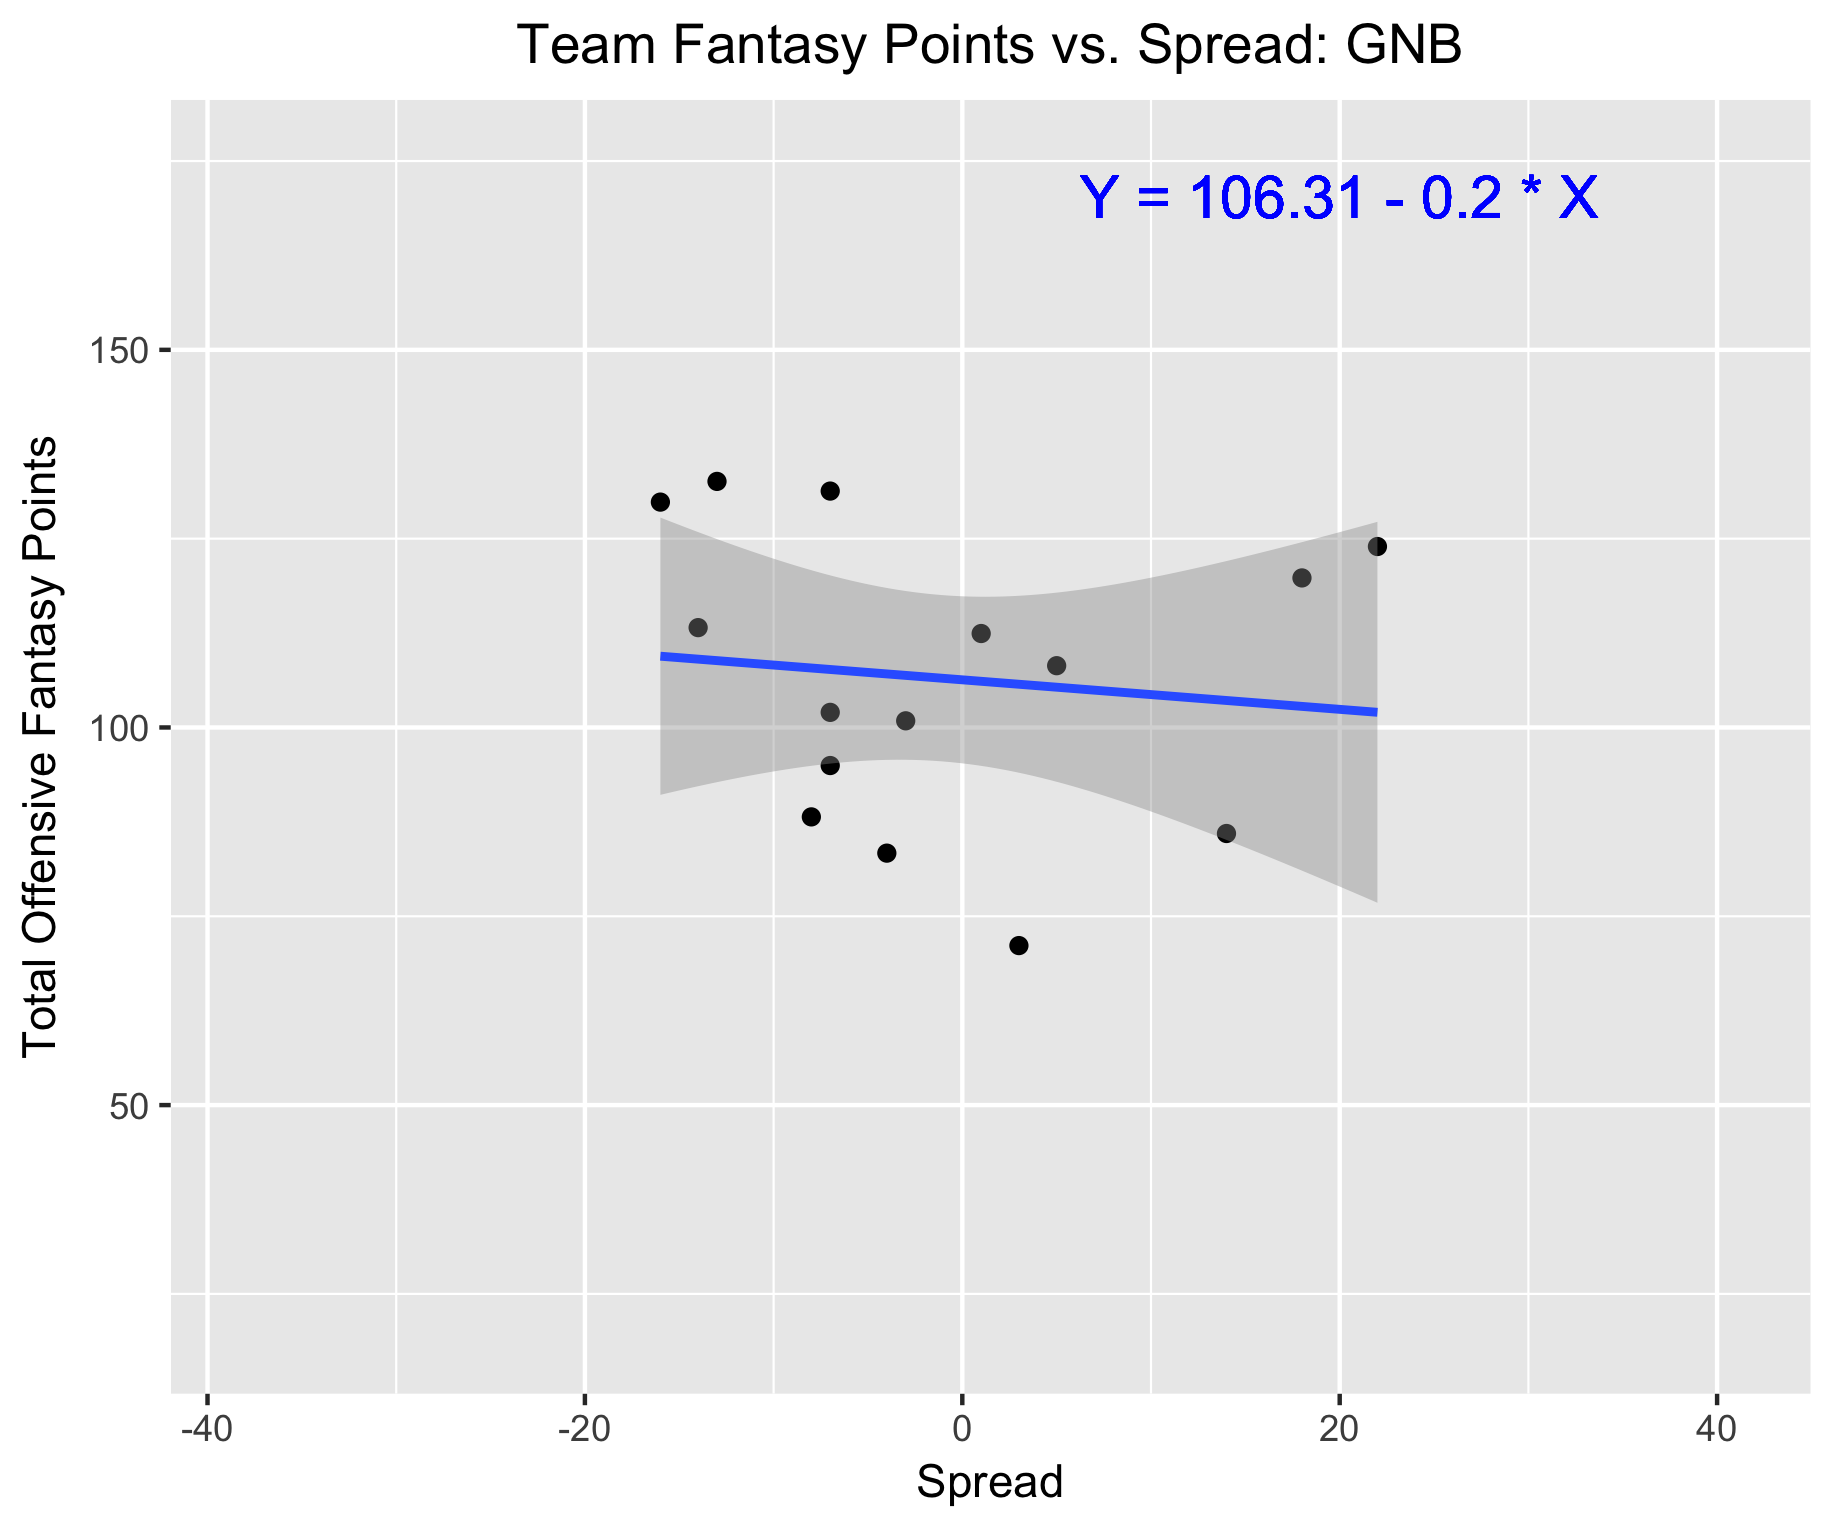 Team Fantasy Points vs. Spread: GNB
Y = 106.31 - 0.2 * X
Total Offensive Fantasy Points
150
100
50
-40
-20
0
20
40
Spread